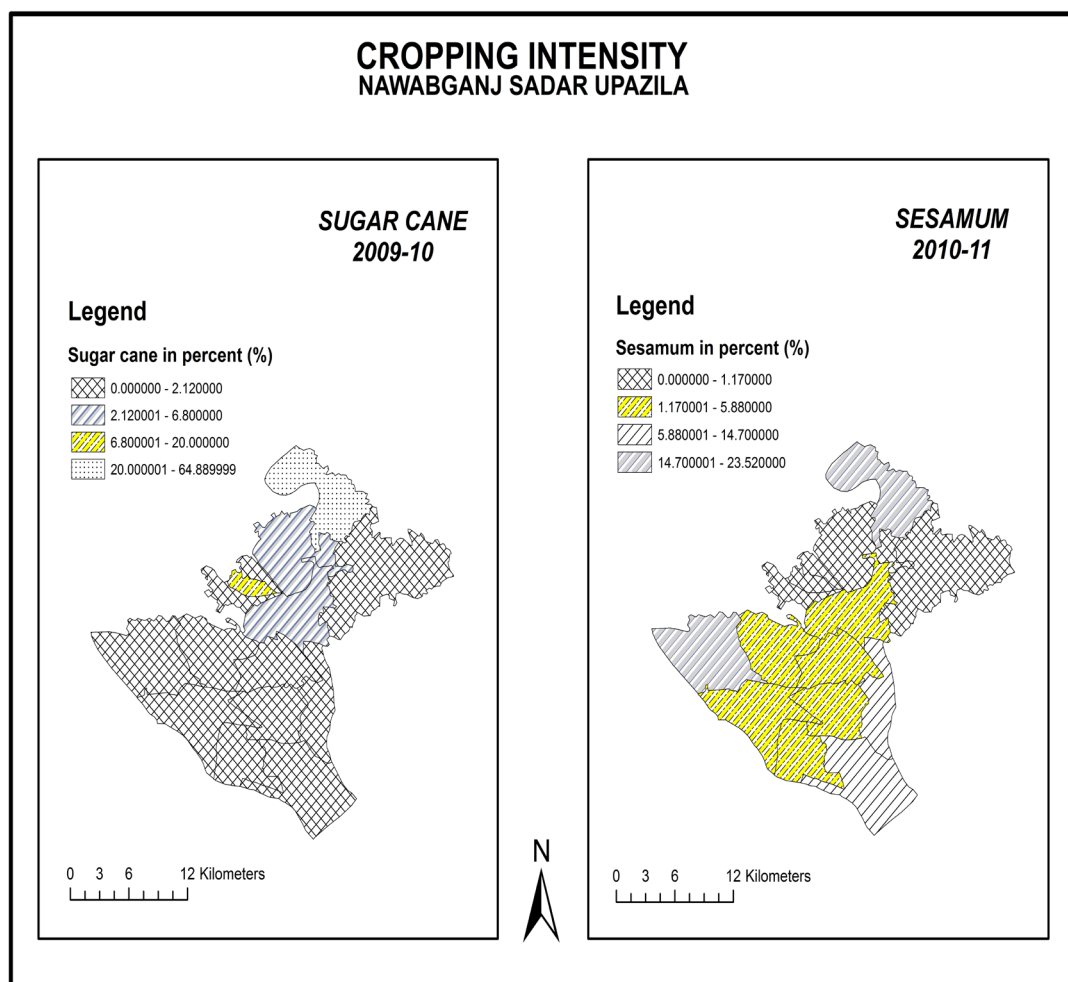 CROPPING INTENSITY
NAWABGANJ SADAR UPAZILA
SUGAR CANE
2009-10
Legend
Sugar cane in percent (%)
0.000000 - 2.120000
2.120001 - 6.800000
6.800001 - 20.000000
20.000001 - 64.889999
0 3 6 12 Kilometers
N
SESAMUM
2010-11
Legend
Sesamum in percent (%)
0.000000 - 1.170000
1.170001 - 5.880000
5.880001 - 14.700000
14.700001 - 23.520000
0 3 6 12 Kilometers